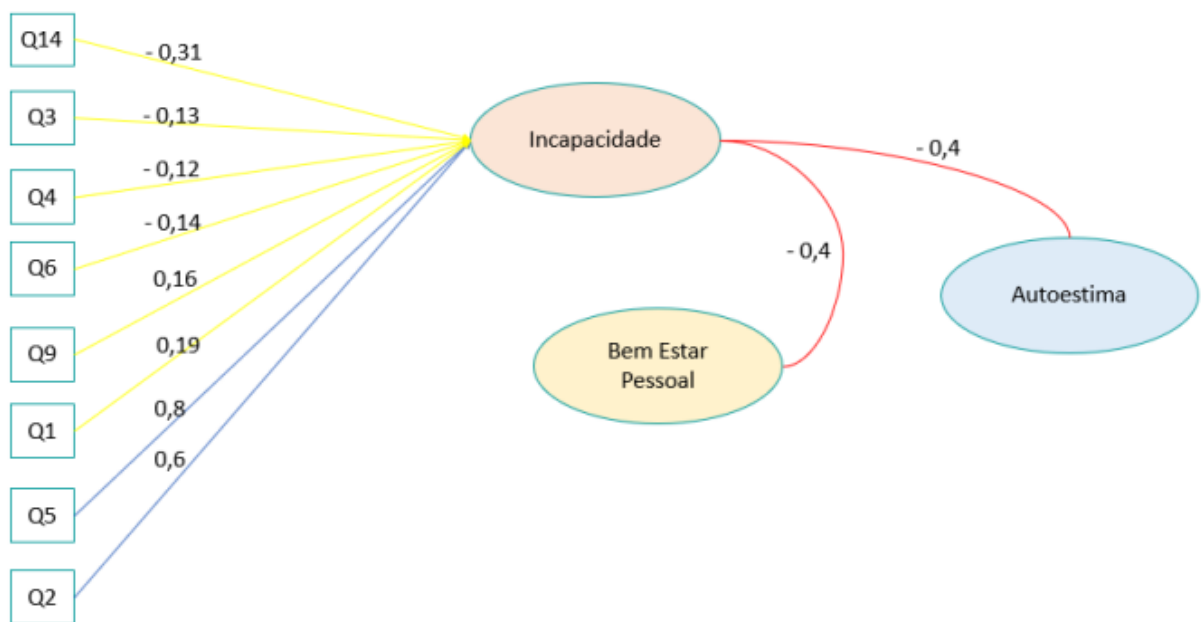 Q14
- 0,31
Q3
- 0,13
Q4
- 0,12
Q6
- 0,14
Q9
0,16
Q1
0,19
Q5
0,8
Q2
0,6
Incapacidade
- 0,4
- 0,4
Bem Estar
Pessoal
Autoestima